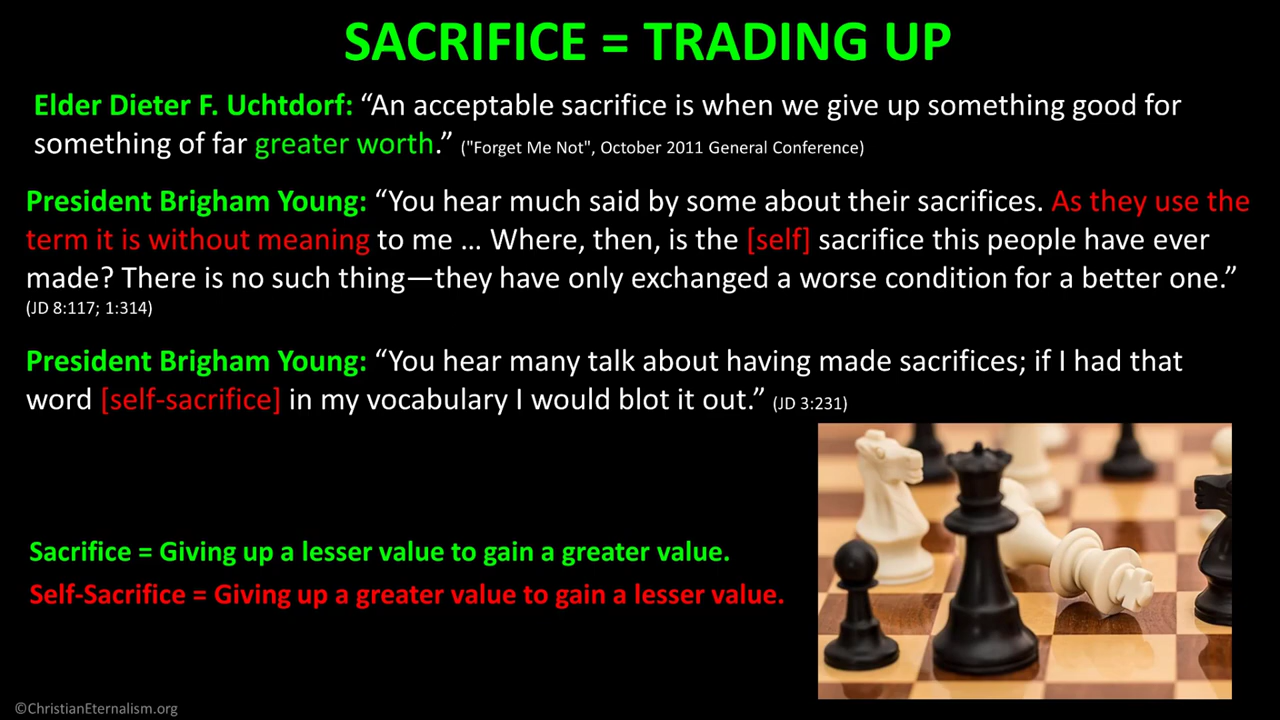 SACRIFICE = TRADING UP
Elder Dieter F. Uchtdorf: “An acceptable sacrifice is when we give up something good for
something of far greater worth.” ("Forget Me Not", October 2011 General Conference)
President Brigham Young: “You hear much said by some about their sacrifices. As they use the
term it is without meaning to me ... Where, then, is the [self] sacrifice this people have ever
made? There is no such thing—they have only exchanged a worse condition for a better one.”
(JD 8:117; 1:314)
President Brigham Young: “You hear many talk about having made sacrifices; if I had that
word [self-sacrifice] in my vocabulary I would blot it out.” (JD 3:231)
Sacrifice = Giving up a lesser value to gain a greater value.
Self-Sacrifice = Giving up a greater value to gain a lesser value.
©ChristianEternalism.org